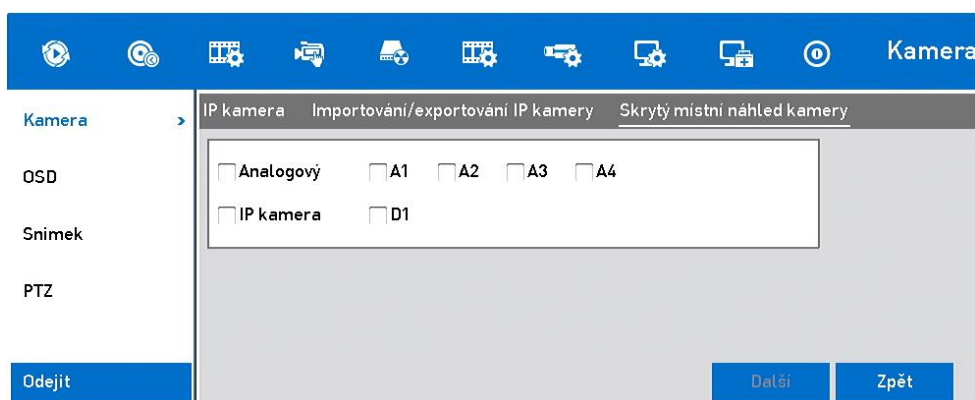 Kamera
Kamera >
IP kamera Importování/exportování IP kamery Skrytý místní náhled kamery
OSD
Snimek
PTZ
Analogový A1 A2 A3 A4
IP kamera D1
Odejit
Další Zpět